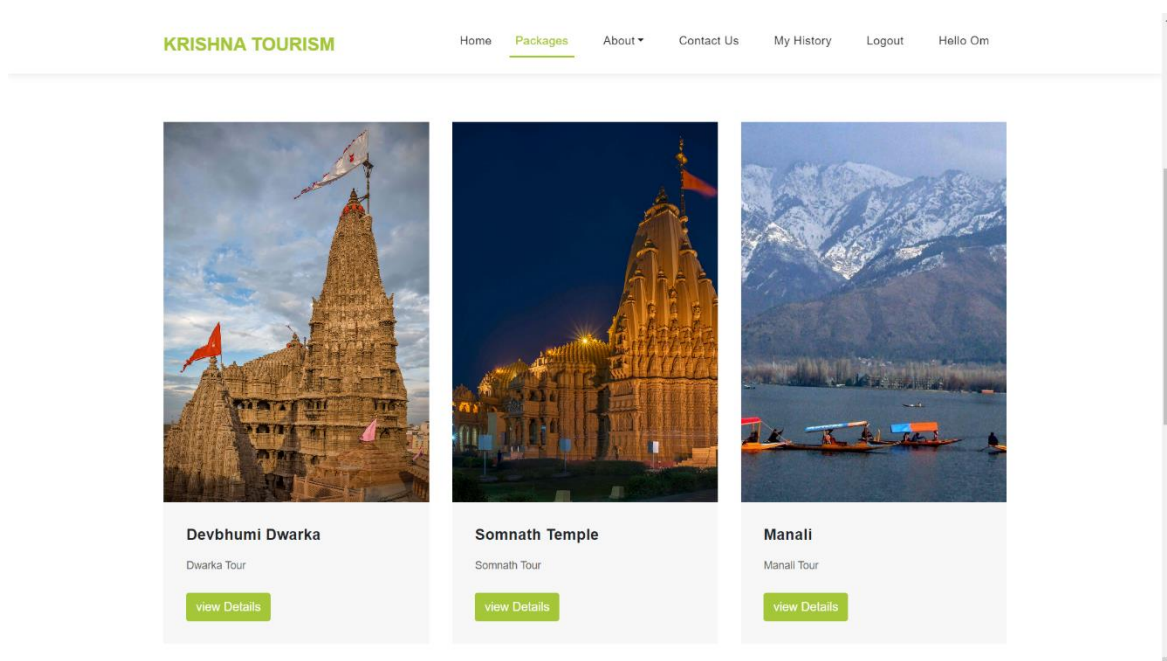 KRISHNA TOURISM
Home Packages About Contact Us My History Logout Hello Om
Devbhumi Dwarka
Dwarka Tour
view Details
Somnath Temple
Somnath Tour
view Details
Manali
Manali Tour
view Details